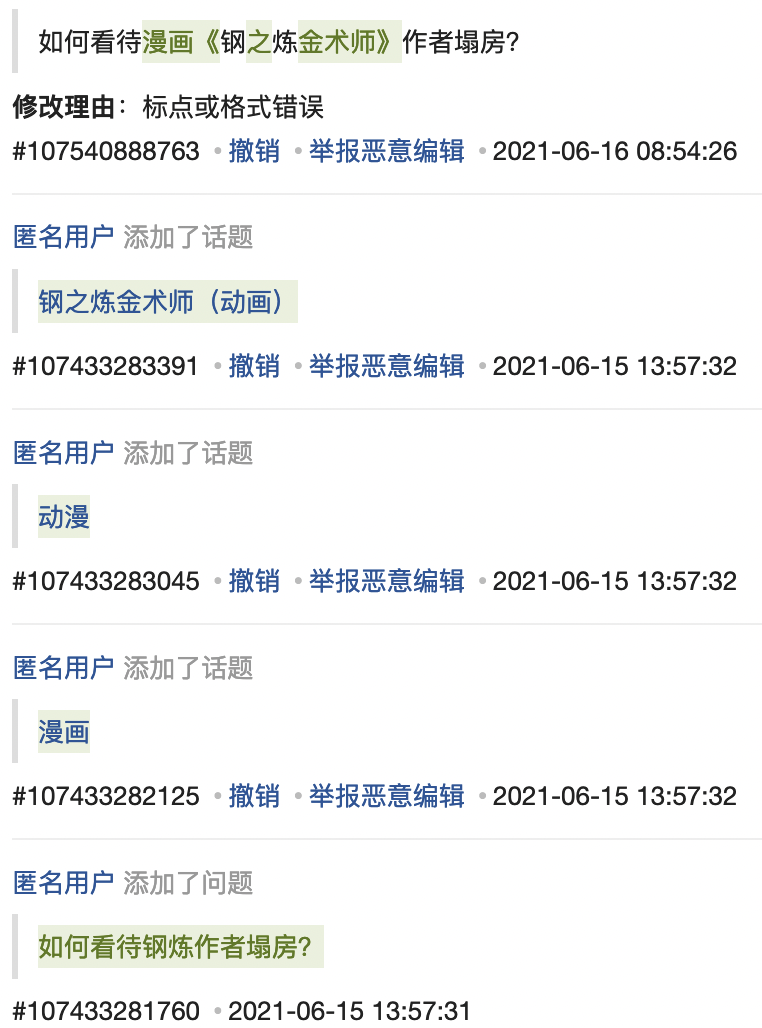 如何看待漫画《钢之炼金术师》作者塌房?
修改理由：标点或格式错误
#107540888763 •撤销 •举报恶意编辑 •2021-06-16 08:54:26
匿名用户 添加了话题
钢之炼金术师（动画）
#107433283391 •撤销 •举报恶意编辑 •2021-06-15 13:57:32
匿名用户 添加了话题
动漫
#107433283045 •撤销 •举报恶意编辑 •2021-06-15 13:57:32
匿名用户 添加了话题
漫画
#107433282125 •撤销 •举报恶意编辑 •2021-06-15 13:57:32
匿名用户 添加了问题
如何看待钢炼作者塌房？
#107433281760 •2021-06-15 13:57:31